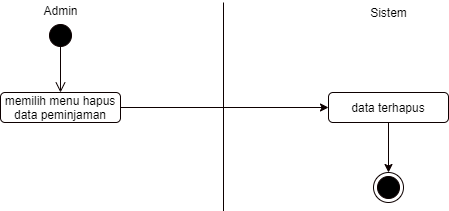 Admin
Sistem
memilih menu hapus
data peminjaman
data terhapus